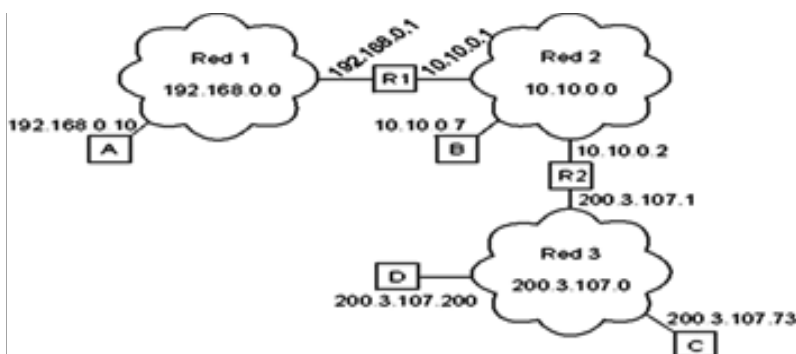 Red 1
192.168.0.0
192.168.0.1
R1
10.10.0.1
Red 2
10.10 0.0
192.168 0 10
A
10.10 0 7
B
10.10.0.2
R2
200.3.107.1
Red 3
200.3.107.0
D
200.3.107.200
200 3.107.73
C